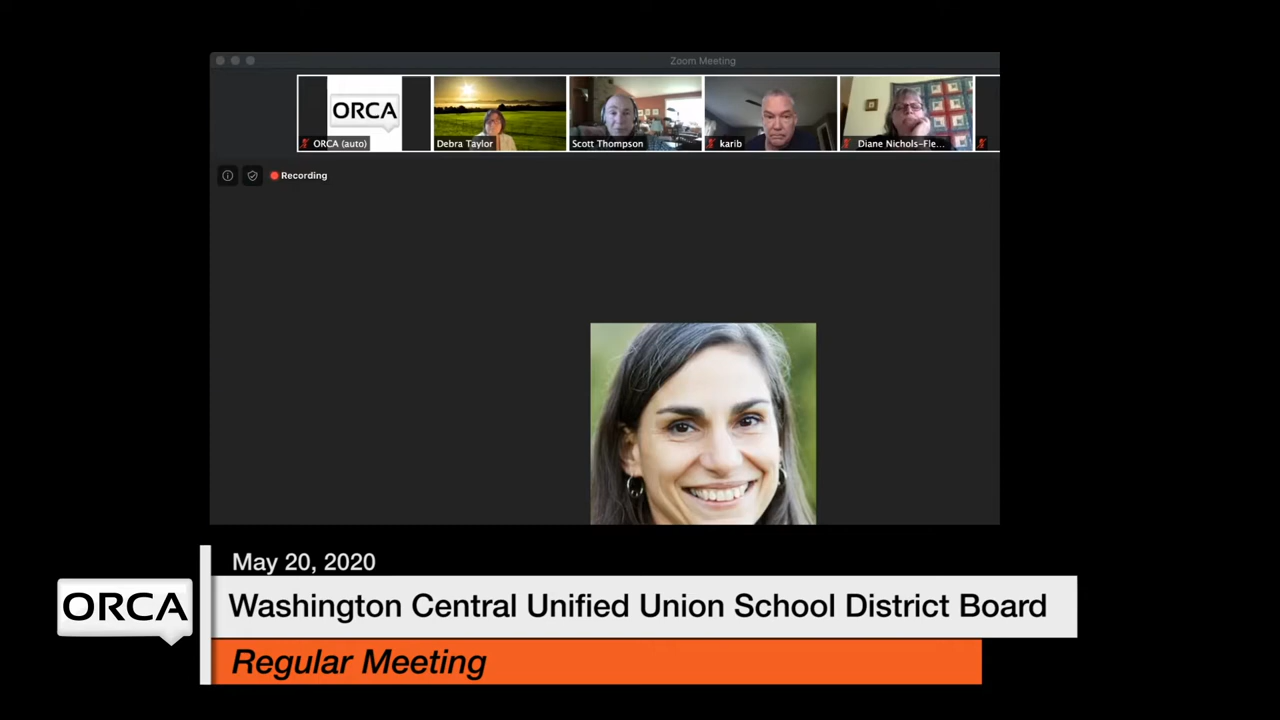 Zoom Meeting
ORCA
ORCA (auto)
Debra Taylor
Scott Thompson
karib
Diane Nichols-Fle...
Recording
May 20, 2020
ORCA
Washington Central Unified Union School District Board
Regular Meeting